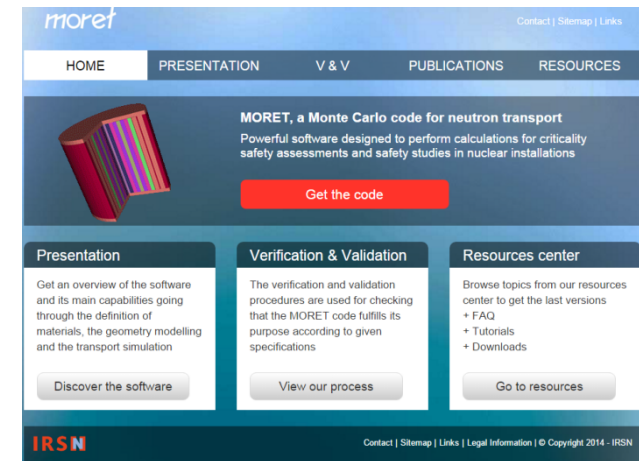 moret
Contact | Sitemap | Links
HOME PRESENTATION V & V PUBLICATIONS RESOURCES
MORET, a Monte Carlo code for neutron transport
Powerful software designed to perform calculations for criticality
safety assessments and safety studies in nuclear installations
Get the code
Presentation
Get an overview of the software
and its main capabilities going
through the definition of
materials, the geometry modelling
and the transport simulation
Discover the software
Verification & Validation
The verification and validation
procedures are used for checking
that the MORET code fulfills its
purpose according to given
specifications
View our process
Resources center
Browse topics from our resources
center to get the last versions
+ FAQ
+ Tutorials
+ Downloads
Go to resources
IRSN
Contact | Sitemap | Links | Legal Information | © Copyright 2014 - IRSN